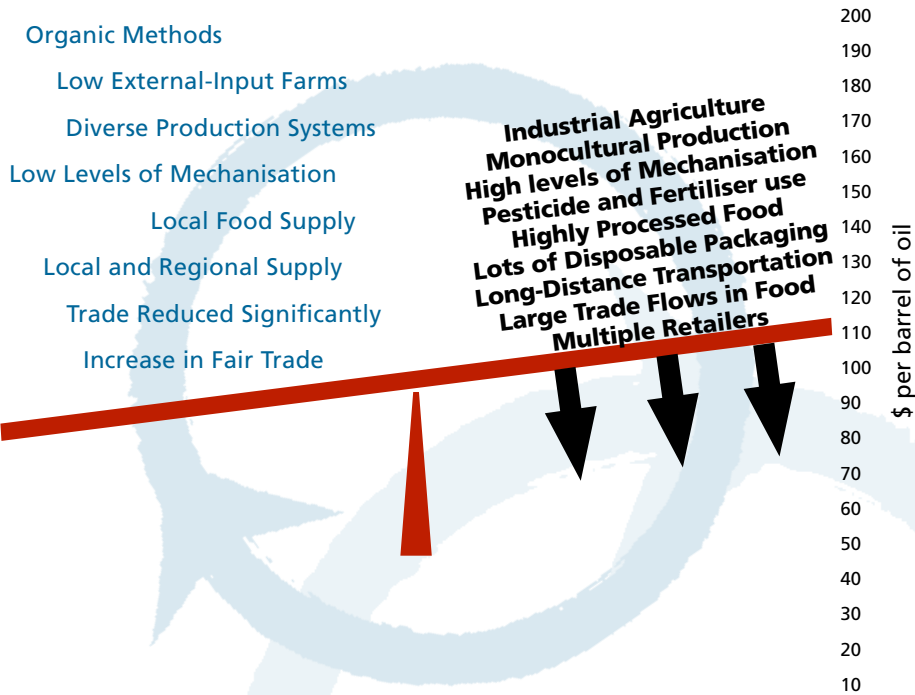 Organic Methods
Low External-Input Farms
Diverse Production Systems
Low Levels of Mechanisation
Local Food Supply
Local and Regional Supply
Trade Reduced Significantly
Increase in Fair Trade
Industrial Agriculture
Monocultural Production
High levels of Mechanisation
Pesticide and Fertiliser use
Highly Processed Food
Lots of Disposable Packaging
Long-Distance Transportation
Large Trade Flows in Food
Multiple Retailers
200
190
180
170
160
150
140
130
120
110
100
90
80
70
60
50
40
30
20
10
$ per barrel of oil